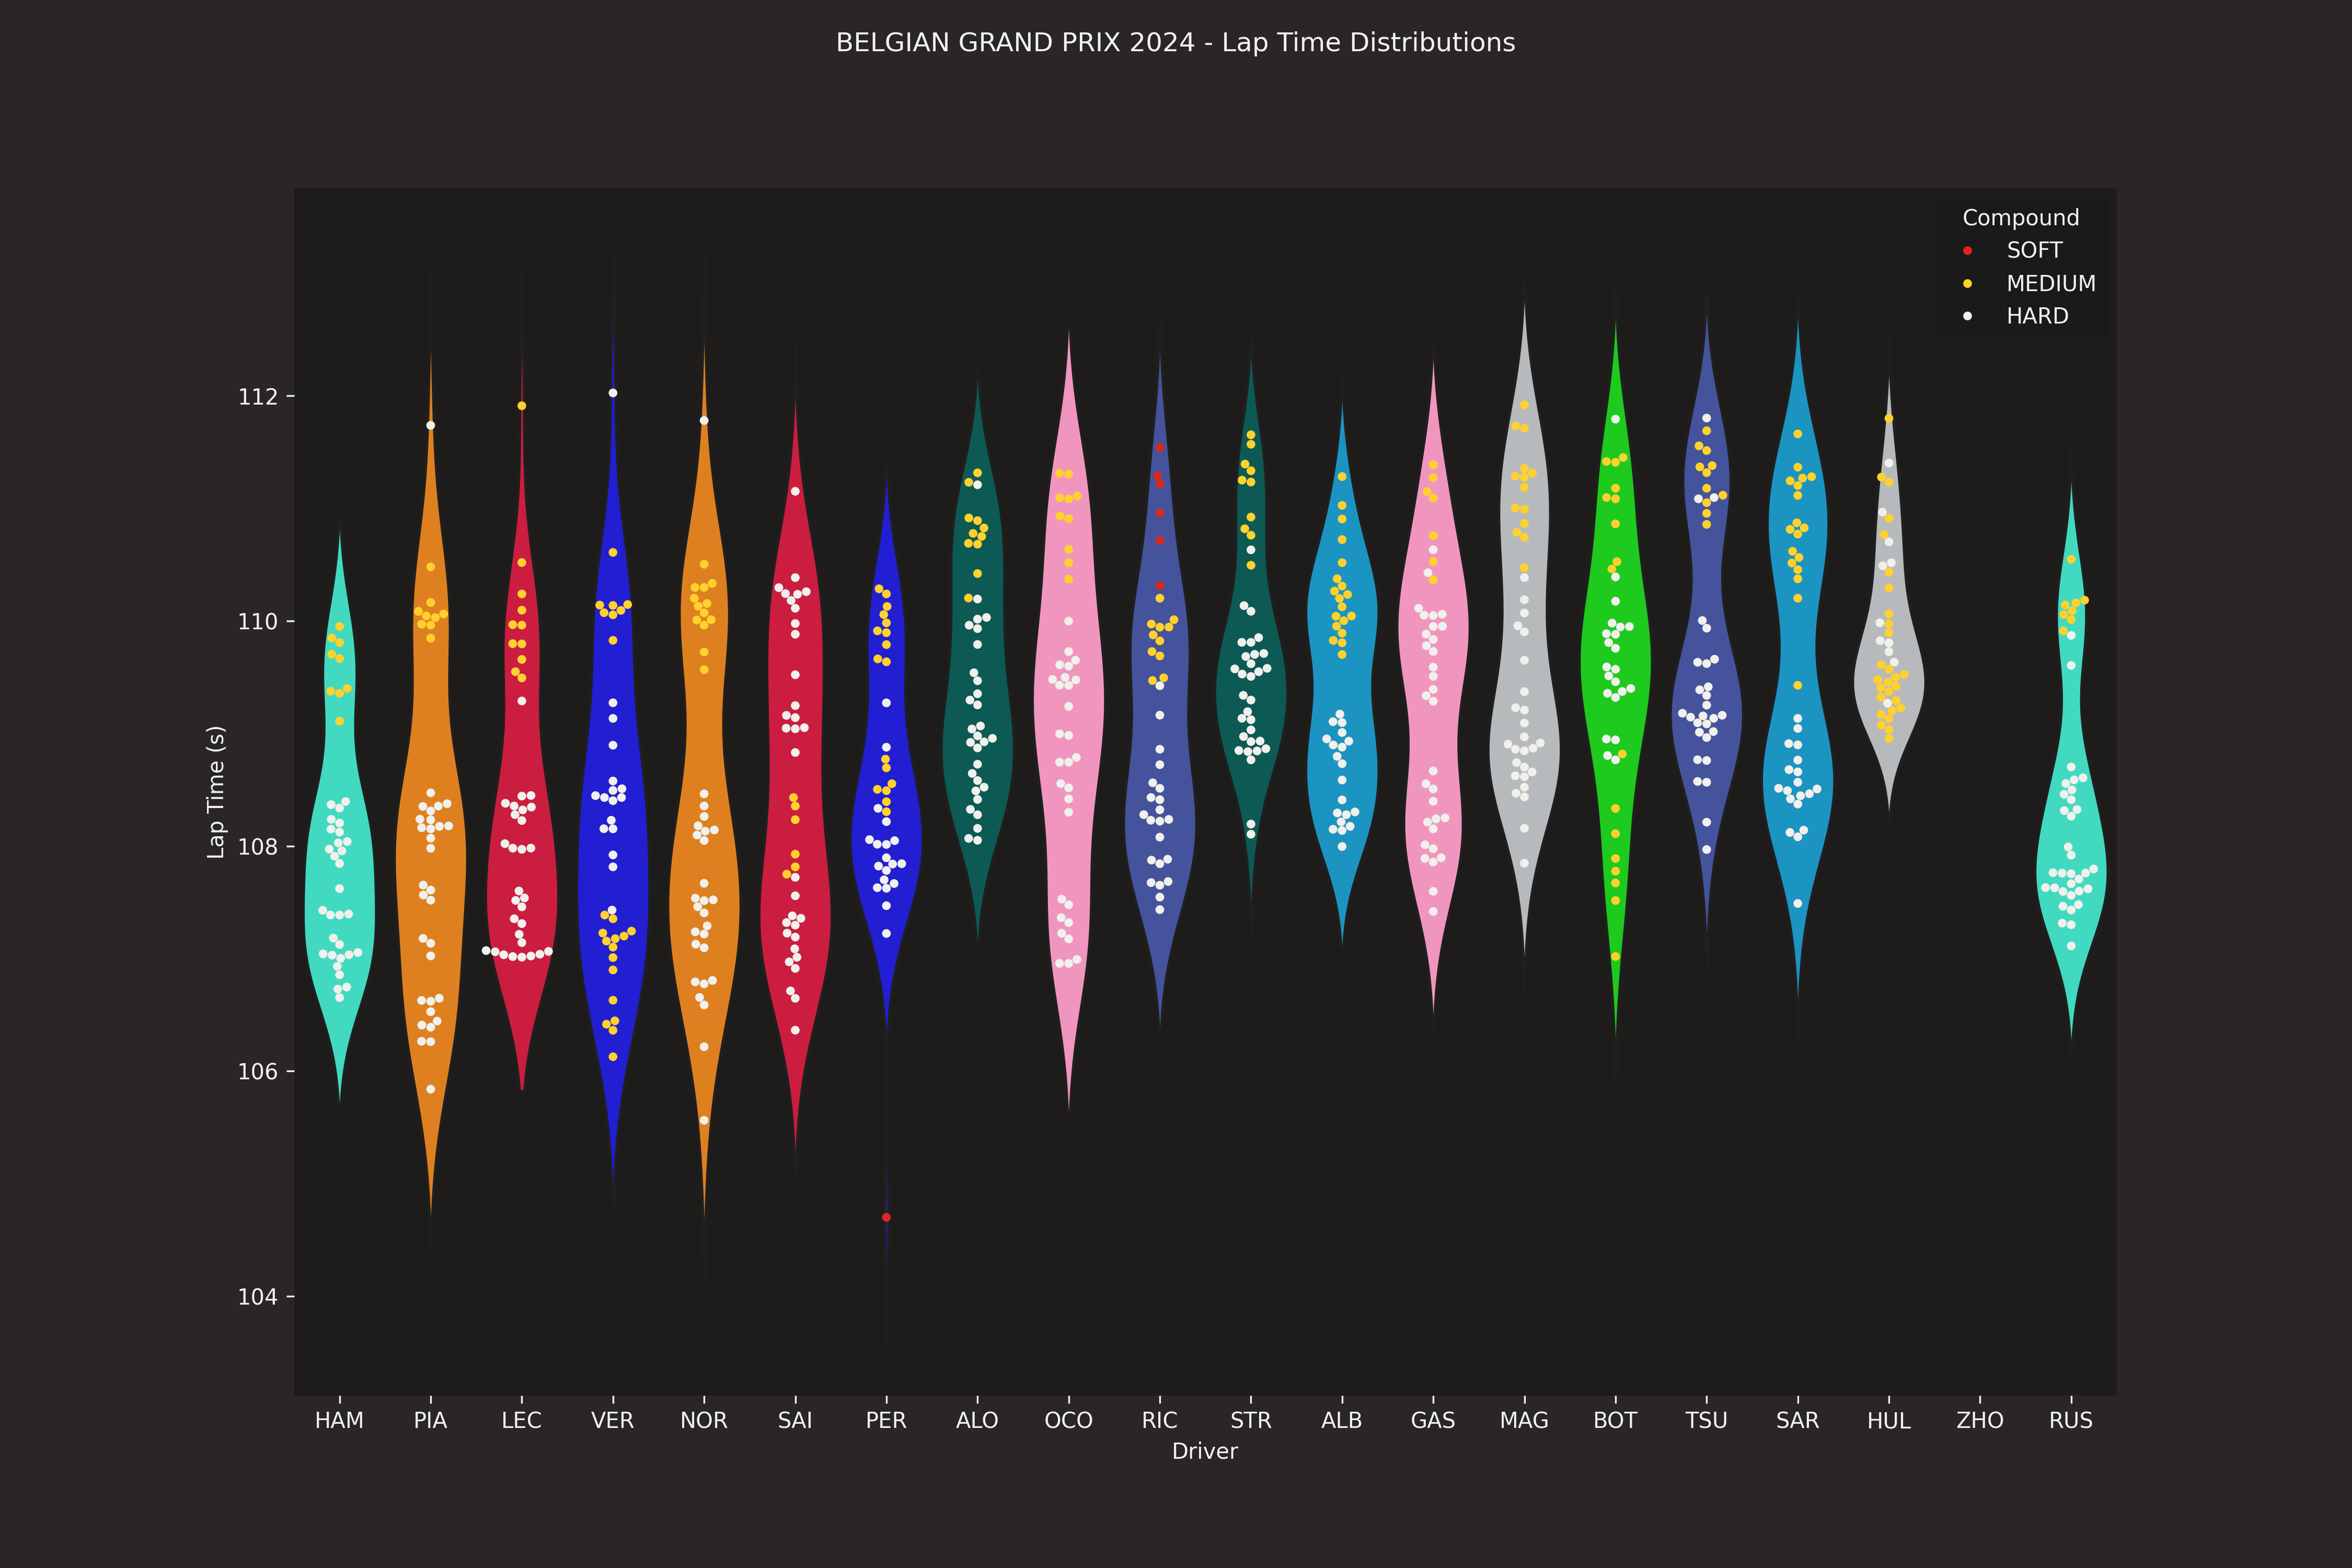 BELGIAN GRAND PRIX 2024 - Lap Time Distributions
Compound
SOFT
MEDIUM
HARD
112
110
108
106
104
Lap Time (s)
HAM PIA LEC VER NOR SAI PER ALO OCO RIC STR ALB GAS MAG BOT TSU SAR HUL ZHO RUS
Driver